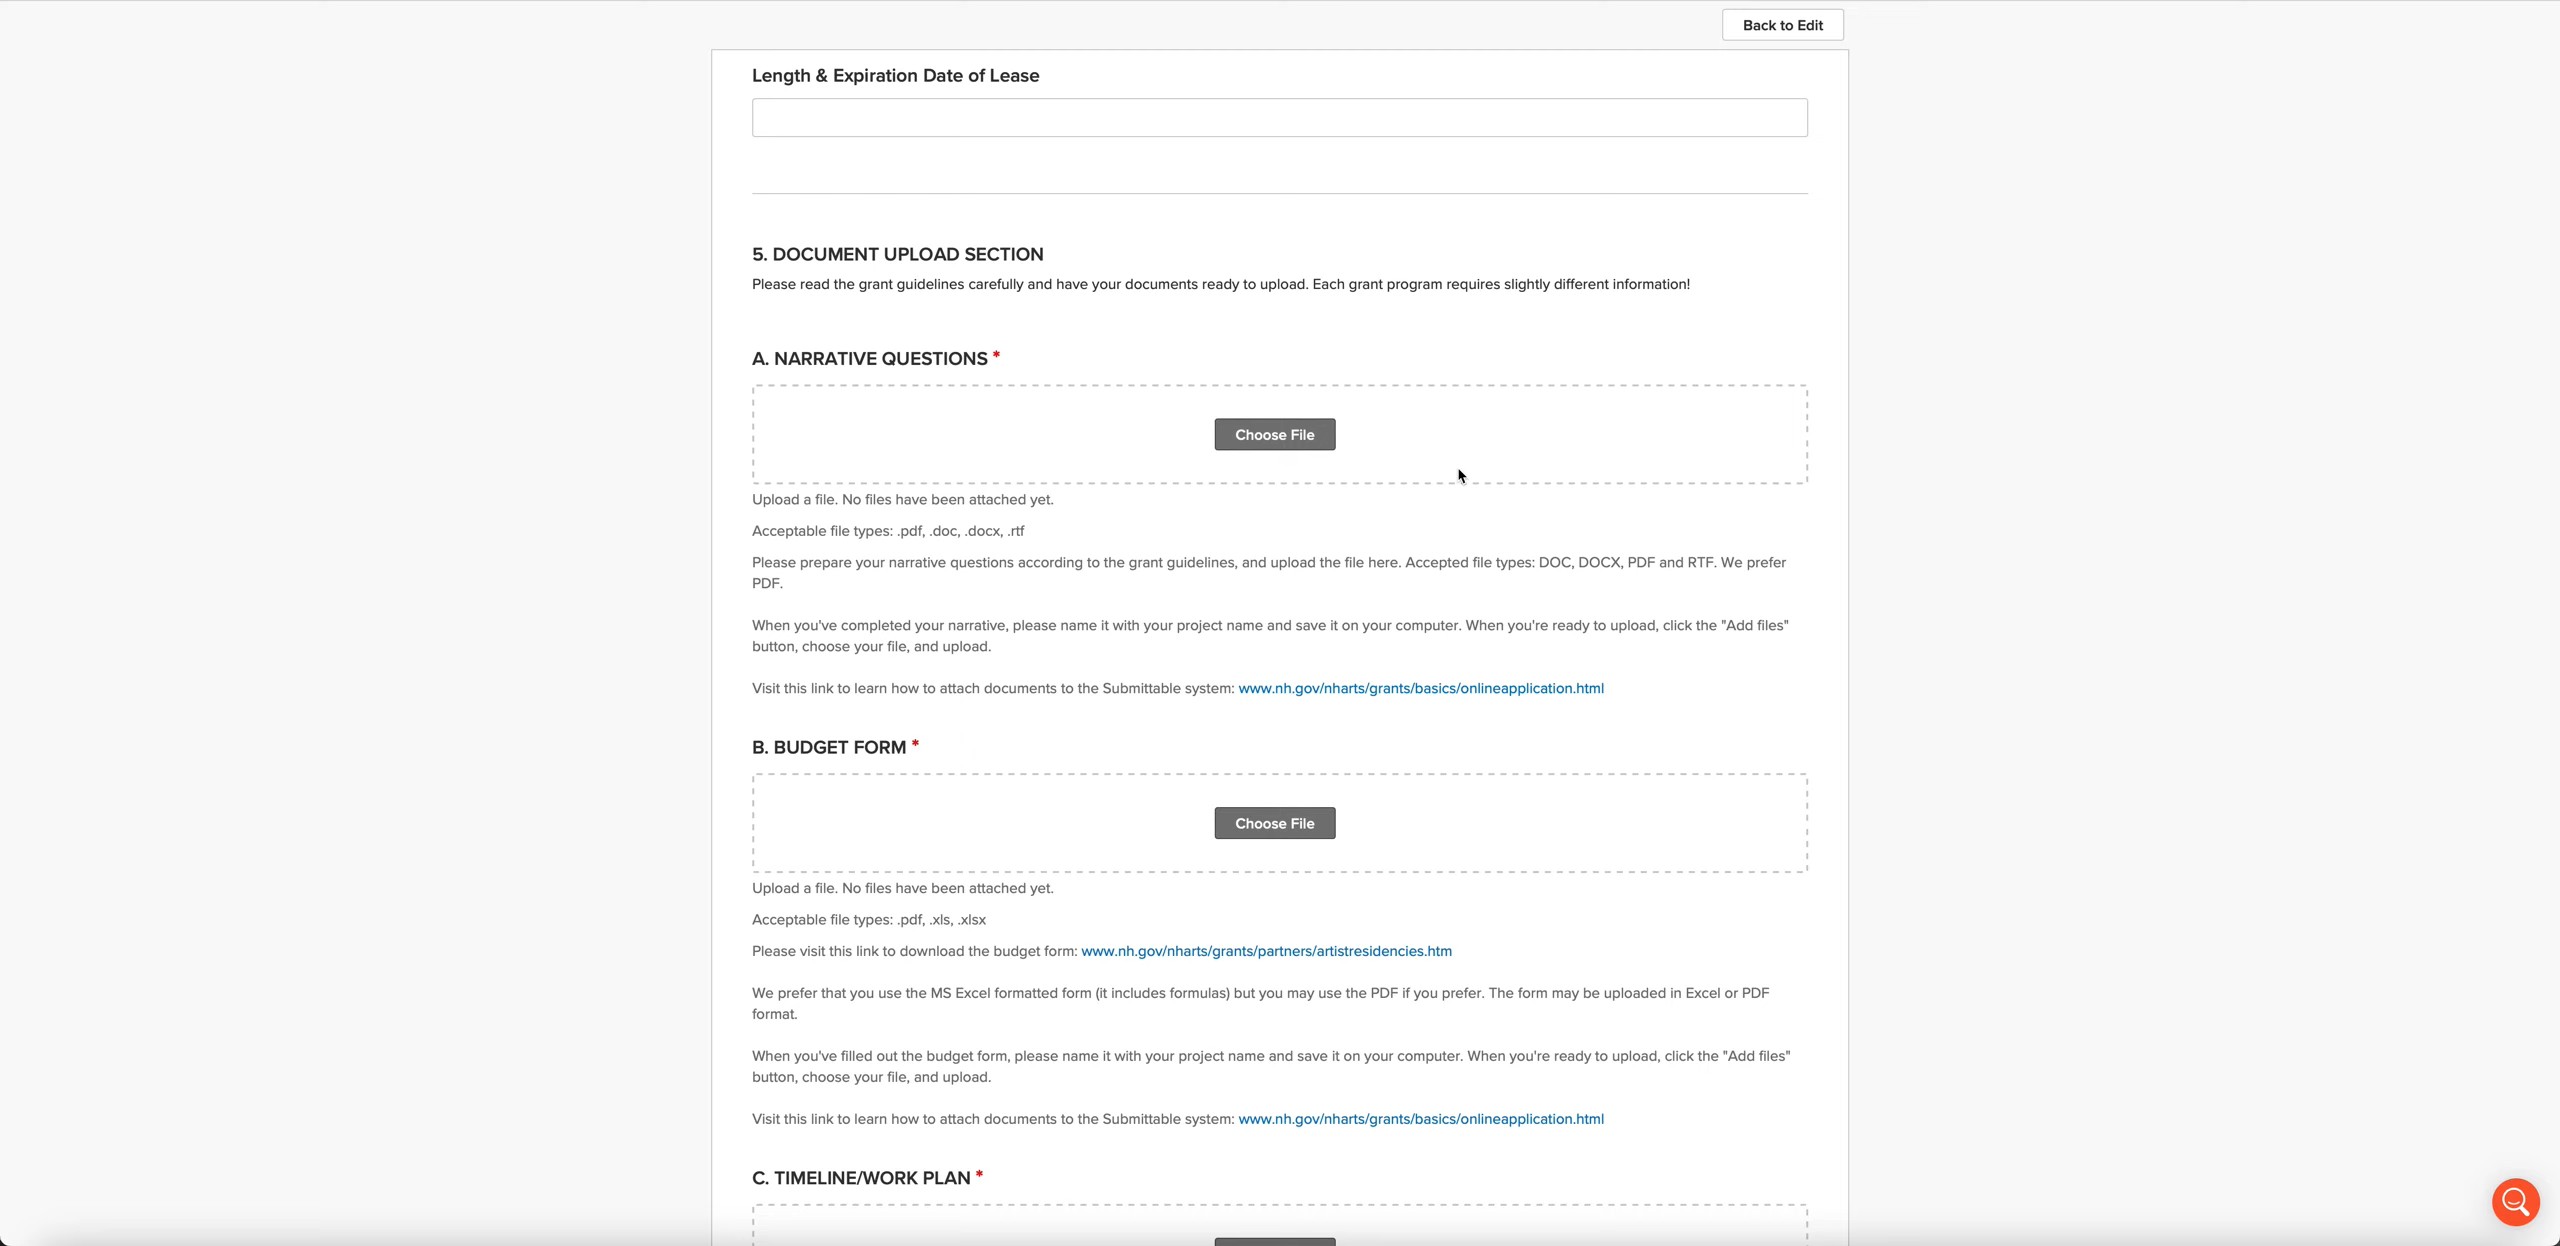 Back to Edit
Length & Expiration Date of Lease
5. DOCUMENT UPLOAD SECTION
Please read the grant guidelines carefully and have your documents ready to upload. Each grant program requires slightly different information!
A. NARRATIVE QUESTIONS *
Choose File
Upload a file. No files have been attached yet.
Acceptable file types: .pdf, .doc, .docx, .rtf
Please prepare your narrative questions according to the grant guidelines, and upload the file here. Accepted file types: DOC, DOCX, PDF and RTF. We prefer
PDF.
When you've completed your narrative, please name it with your project name and save it on your computer. When you're ready to upload, click the "Add files"
button, choose your file, and upload.
Visit this link to learn how to attach documents to the Submittable system: www.nh.gov/nharts/grants/basics/onlineapplication.html
B. BUDGET FORM *
Choose File
Upload a file. No files have been attached yet.
Acceptable file types: .pdf, .xls, .xlsx
Please visit this link to download the budget form: www.nh.gov/nharts/grants/partners/artistresidencies.htm
We prefer that you use the MS Excel formatted form (it includes formulas) but you may use the PDF if you prefer. The form may be uploaded in Excel or PDF
format.
When you've filled out the budget form, please name it with your project name and save it on your computer. When you're ready to upload, click the "Add files"
button, choose your file, and upload.
Visit this link to learn how to attach documents to the Submittable system: www.nh.gov/nharts/grants/basics/onlineapplication.html
C. TIMELINE/WORK PLAN *